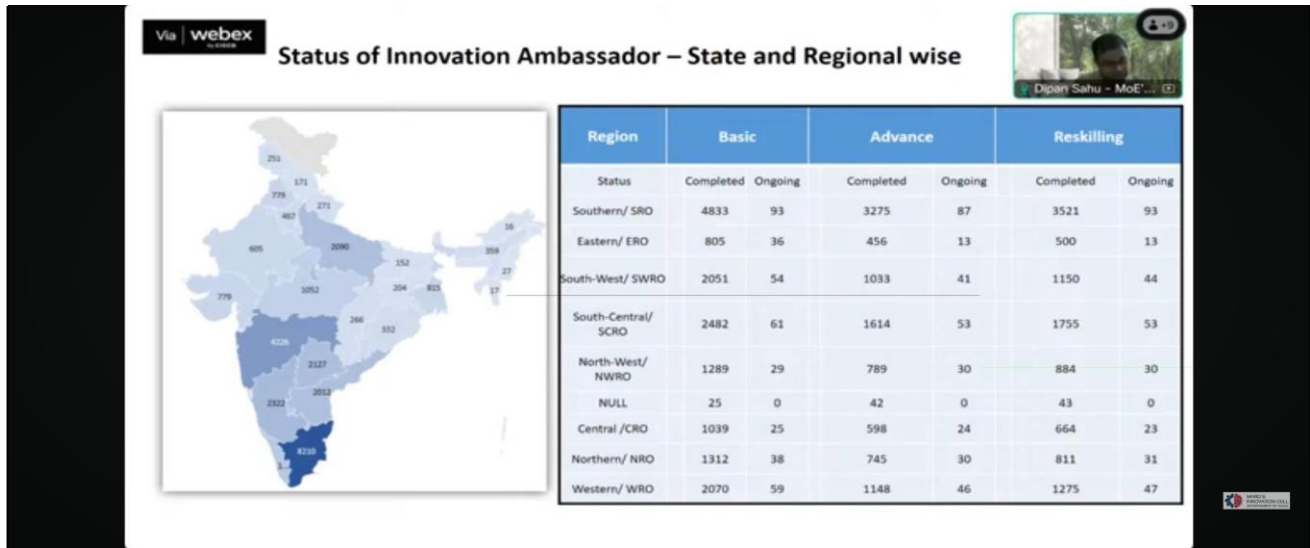 Via webex
by CISCO
Status of Innovation Ambassador – State and Regional wise
+9
Dipan Sahu - MoE'...
251
171
779
467
271
605
2090
16
359
152
27
204
815
17
1052
779
266
332
4226
2127
2012
2322
8210
Region Basic Advance Reskilling
Status Completed Ongoing Completed Ongoing Completed Ongoing
Southern/ SRO 4833 93 3275 87 3521 93
Eastern/ ERO 805 36 456 13 500 13
South-West/ SWRO 2051 54 1033 41 1150 44
South-Central/
SCRO 2482 61 1614 53 1755 53
North-West/
NWRO 1289 29 789 30 884 30
NULL 25 0 42 0 43 0
Central /CRO 1039 25 598 24 664 23
Northern/ NRO 1312 38 745 30 811 31
Western/ WRO 2070 59 1148 46 1275 47
INNOVATION CELL